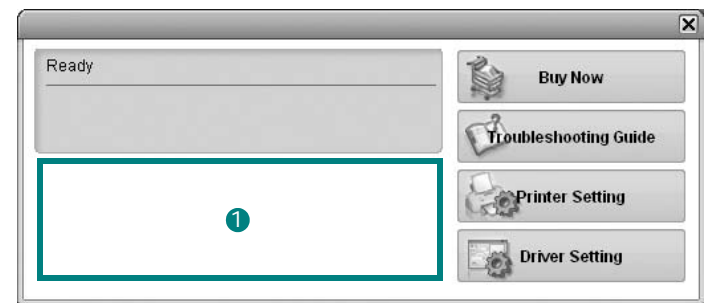 Ready
Buy Now
Troubleshooting Guide
Printer Setting
1
Driver Setting